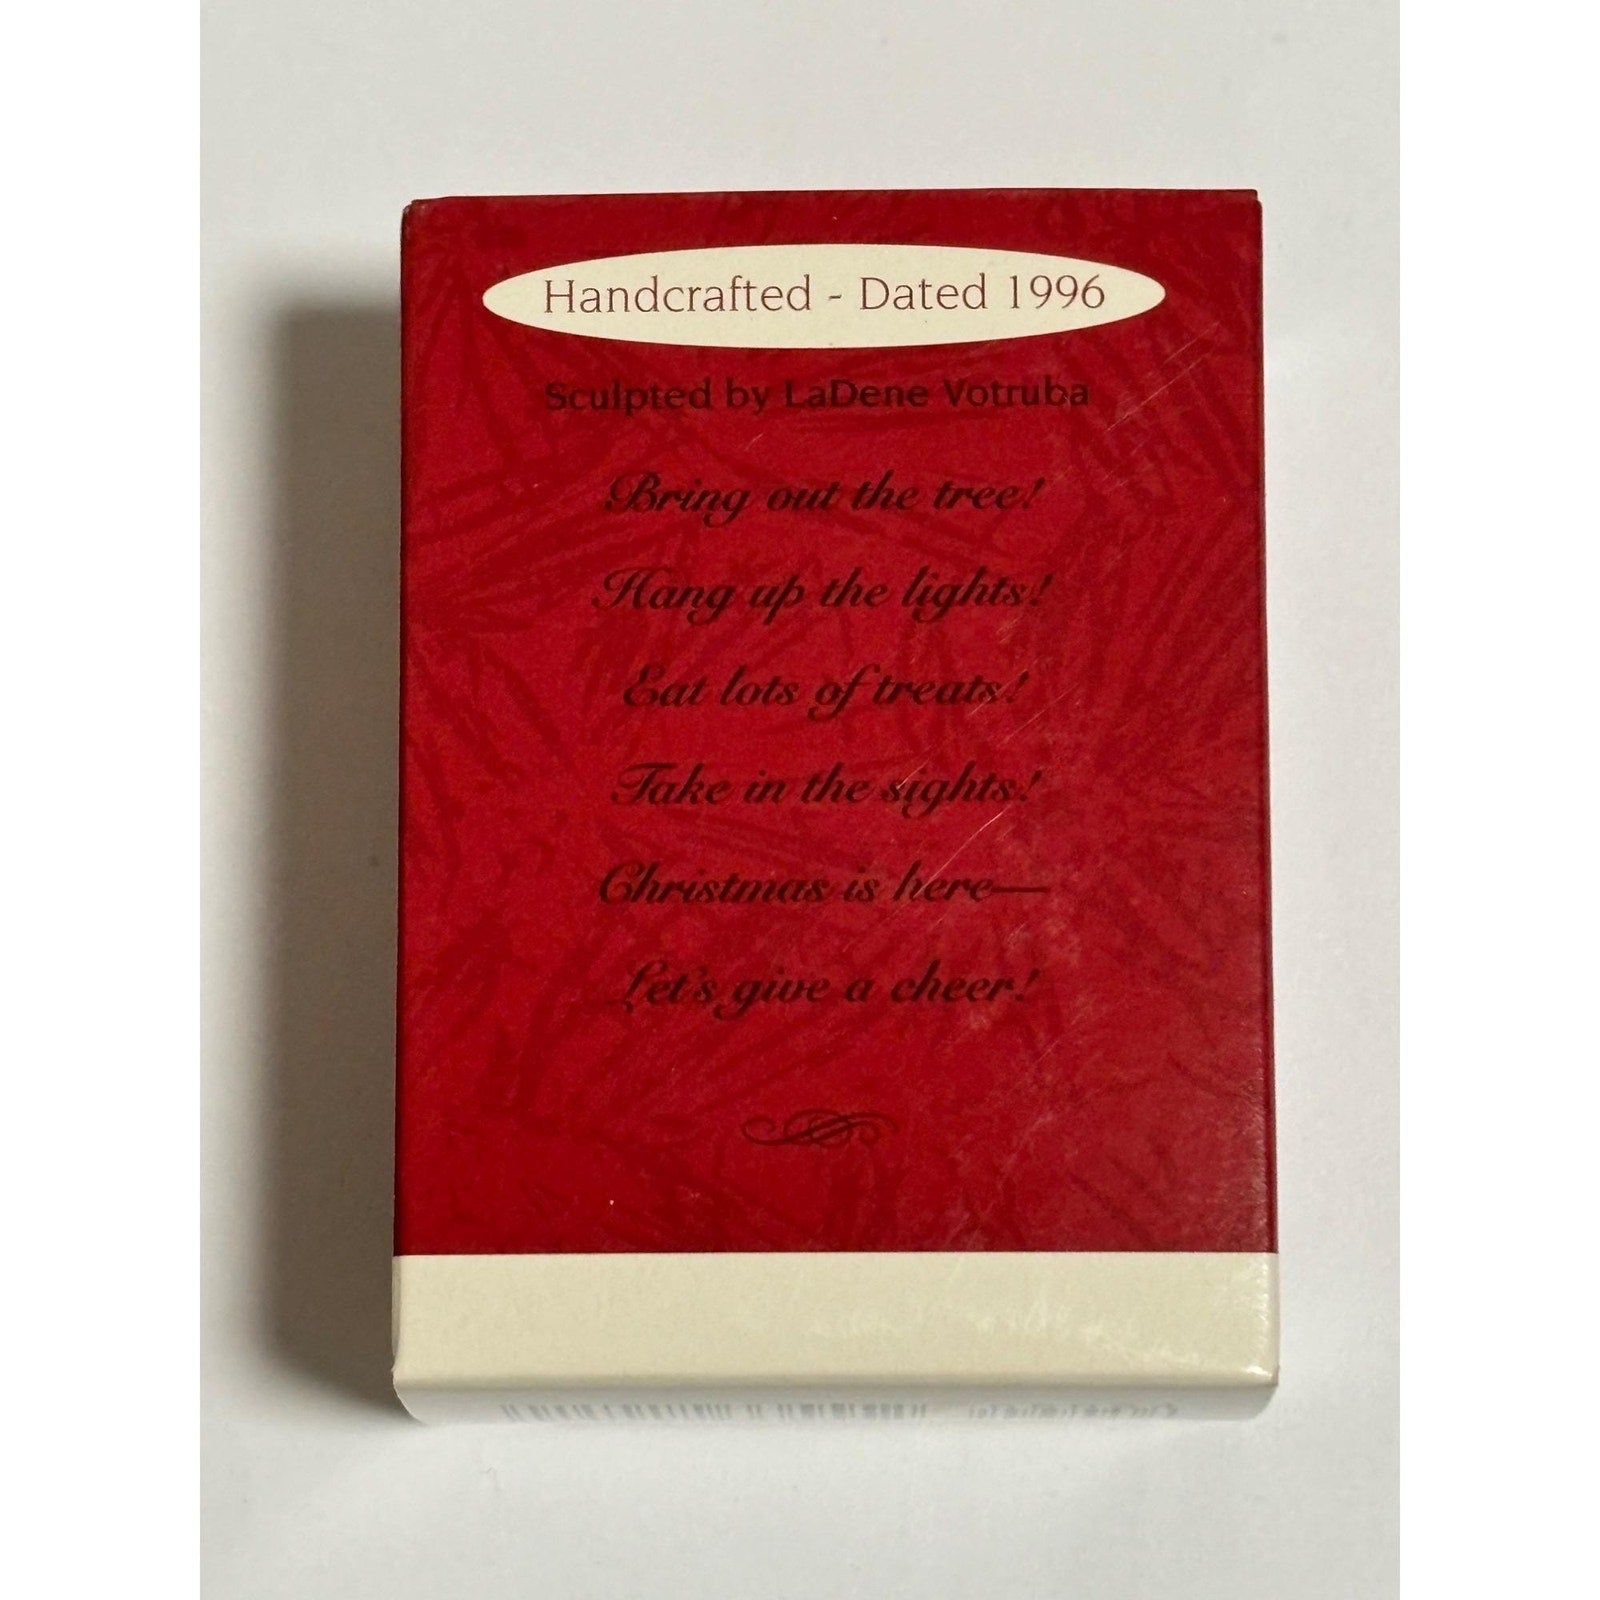 Handcrafted - Dated 1996
Sculpted by LaDene Votruba
Bring out the tree!
Hang up the lights!
Eat lots of treats!
Take in the sights!
Christmas is here—
Let's give a cheer!